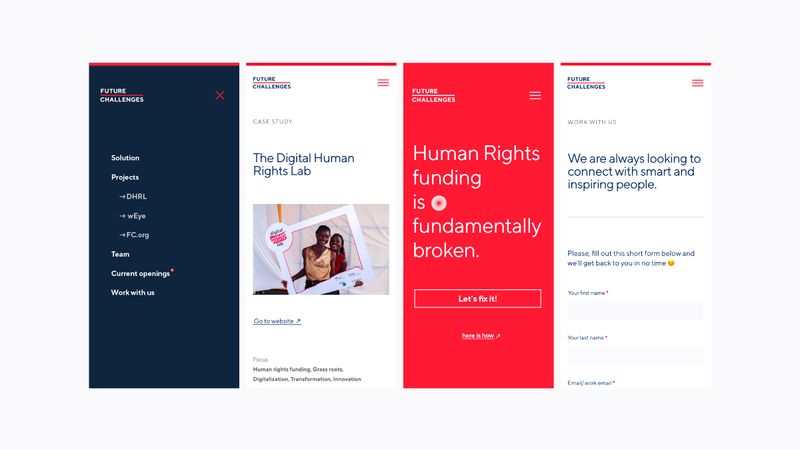 FUTURE
CHALLENGES
Solution
Projects
→DHRL
→ wEye
→FC.org
Team
Current openings
Work with us
FUTURE
CHALLENGES
CASE STUDY
The Digital Human
Rights Lab
digital
human
rights
lab
Go to website ↗
Focus
Human rights funding, Grass roots,
Digitalization, Transformation, Innovation
FUTURE
CHALLENGES
Human Rights
funding
is
fundamentally
broken.
Let's fix it!
here is how ↗
FUTURE
CHALLENGES
WORK WITH US
We are always looking to
connect with smart and
inspiring people.
Please, fill out this short form below and
we'll get back to you in no time 😊
Your first name *
Your last name *
Email/work email *